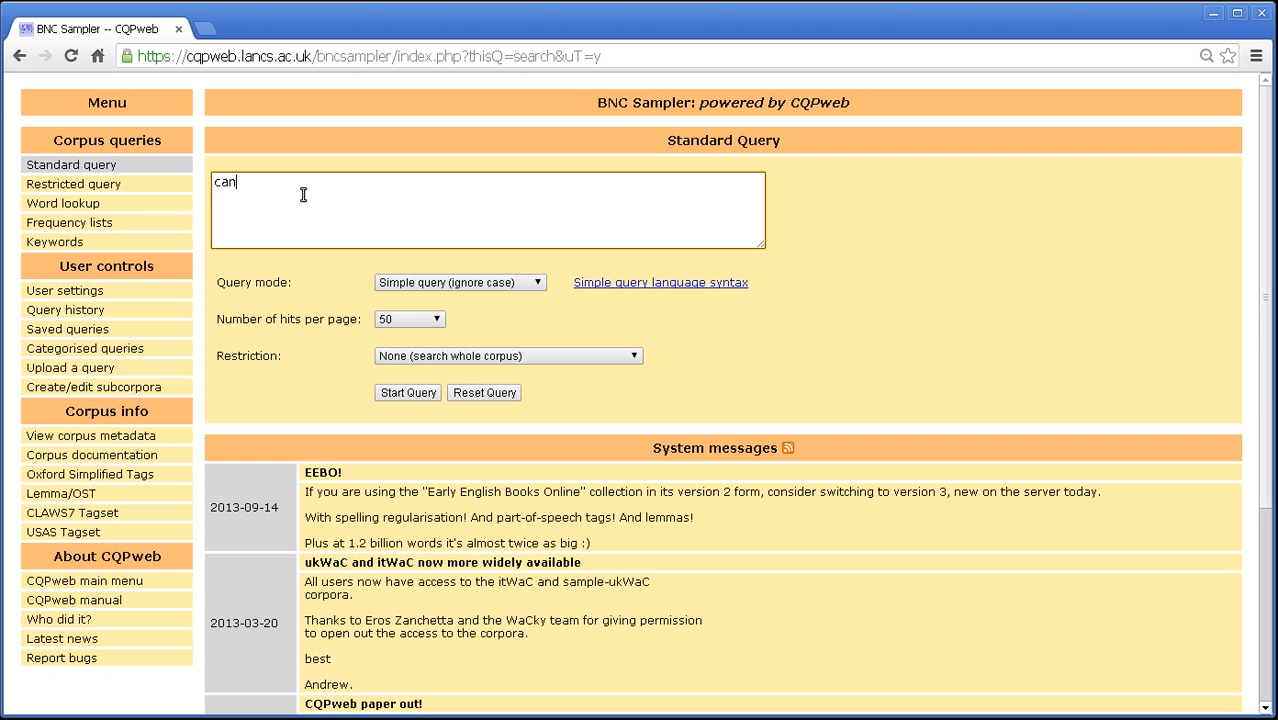 BNC Sampler -- CQPweb
https://cqpweb.lancs.ac.uk/bncsampler/index.php?thisQ=search&uT=y
Menu
Corpus queries
Standard query
Restricted query
Word lookup
Frequency lists
Keywords
User controls
User settings
Query history
Saved queries
Categorised queries
Upload a query
Create/edit subcorpora
Corpus info
View corpus metadata
Corpus documentation
Oxford Simplified Tags
Lemma/OST
CLAWS7 Tagset
USAS Tagset
About CQPweb
CQPweb main menu
CQPweb manual
Who did it?
Latest news
Report bugs
BNC Sampler: powered by CQPweb
Standard Query
can
Query mode: Simple query (ignore case) Simple query language syntax
Number of hits per page: 50
Restriction: None (search whole corpus)
Start Query Reset Query
System messages
2013-09-14
EEBO!
If you are using the "Early English Books Online" collection in its version 2 form, consider switching to version 3, new on the server today.
With spelling regularisation! And part-of-speech tags! And lemmas!
Plus at 1.2 billion words it's almost twice as big :)
2013-03-20
ukWaC and itWaC now more widely available
All users now have access to the itWaC and sample-ukWaC
corpora.
Thanks to Eros Zanchetta and the WaCky team for giving permission
to open out the access to the corpora.
best
Andrew.
CQPweb paper out!